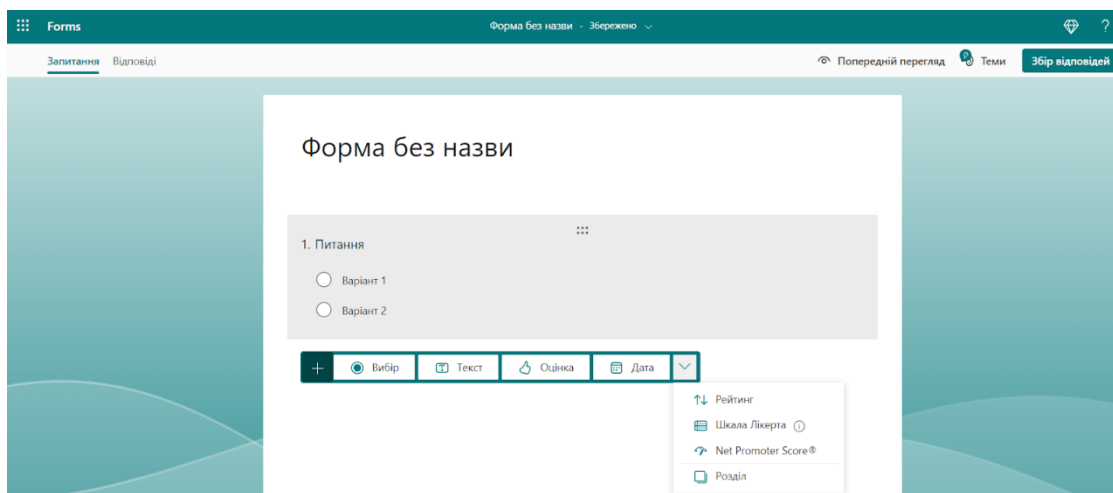 Forms Форма без назви - Збережено ?
Запитання Відповіді Попередній перегляд Теми Збір відповідей
Форма без назви
1. Питання
Варіант 1
Варіант 2
+ Вибір Текст Оцінка Дата
Рейтинг
Шкала Лікерта
Net Promoter Score®
Розділ